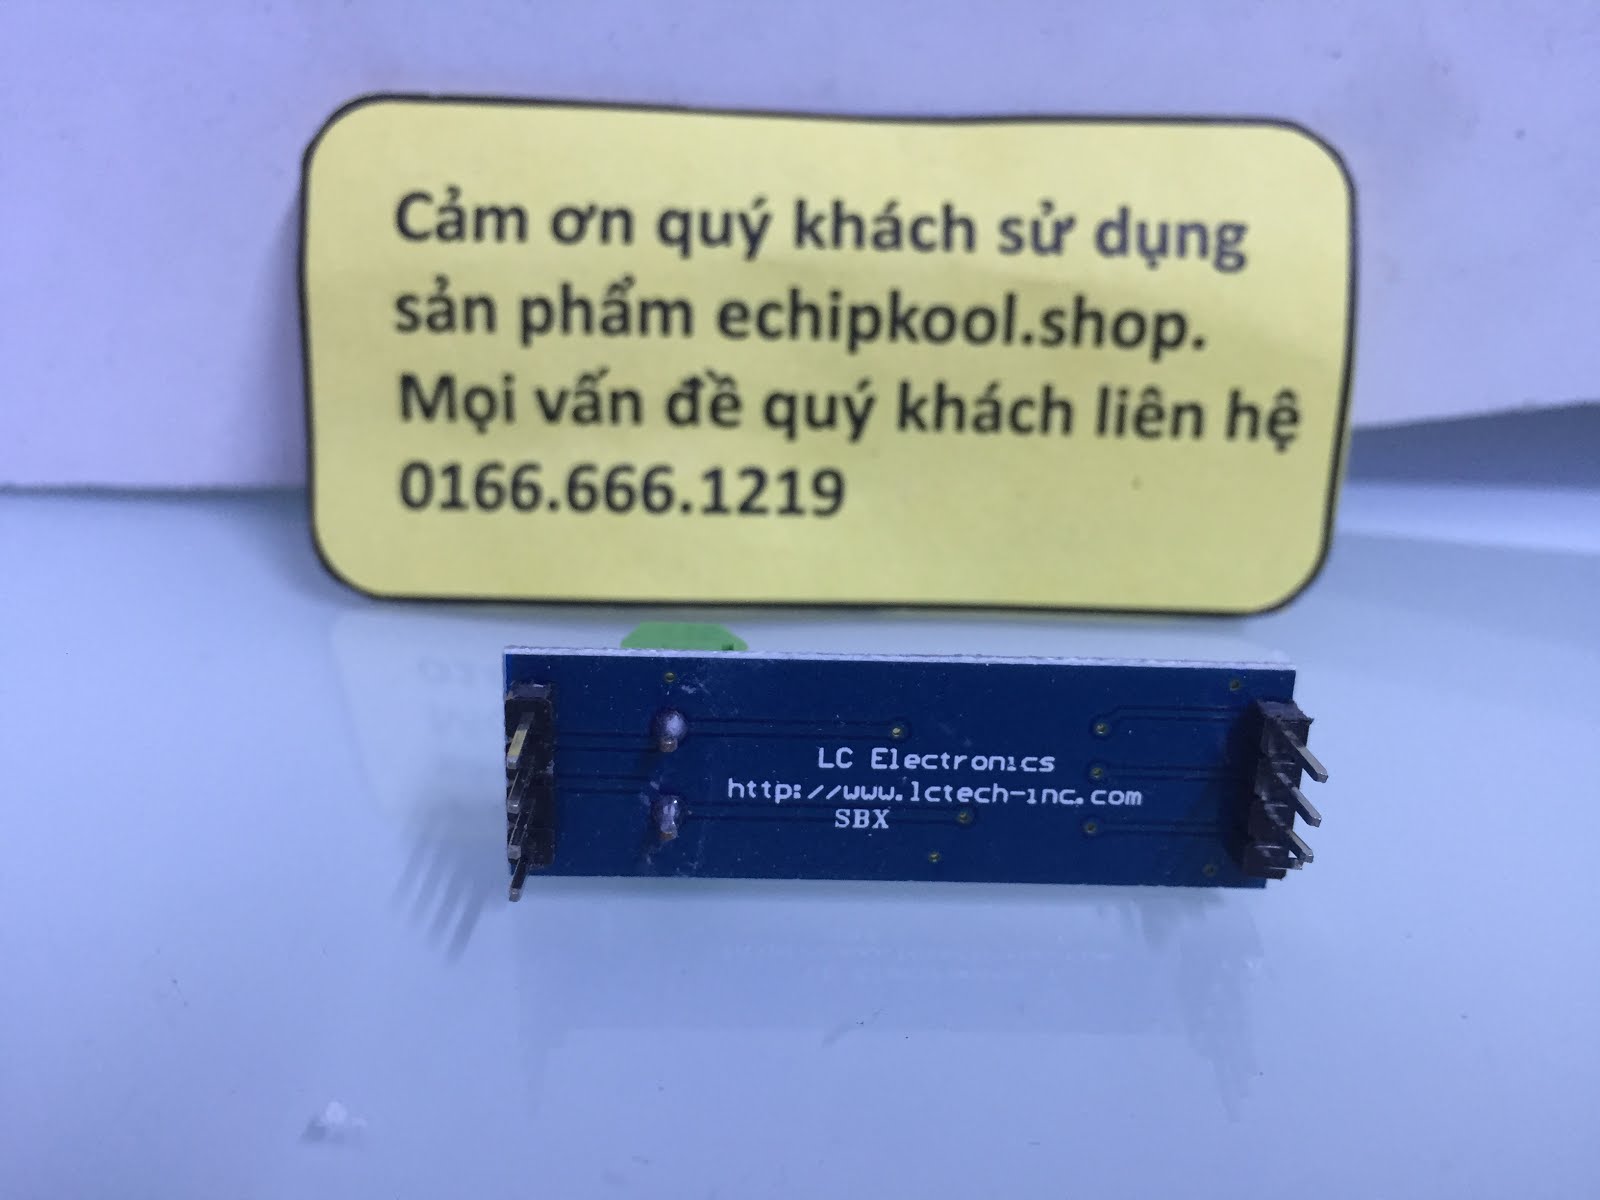 Cảm ơn quý khách sử dụng
sản phẩm echipkool.shop.
Mọi vấn đề quý khách liên hệ
0166.666.1219
LC Electronics
http://www.lctech-inc.com
SBX